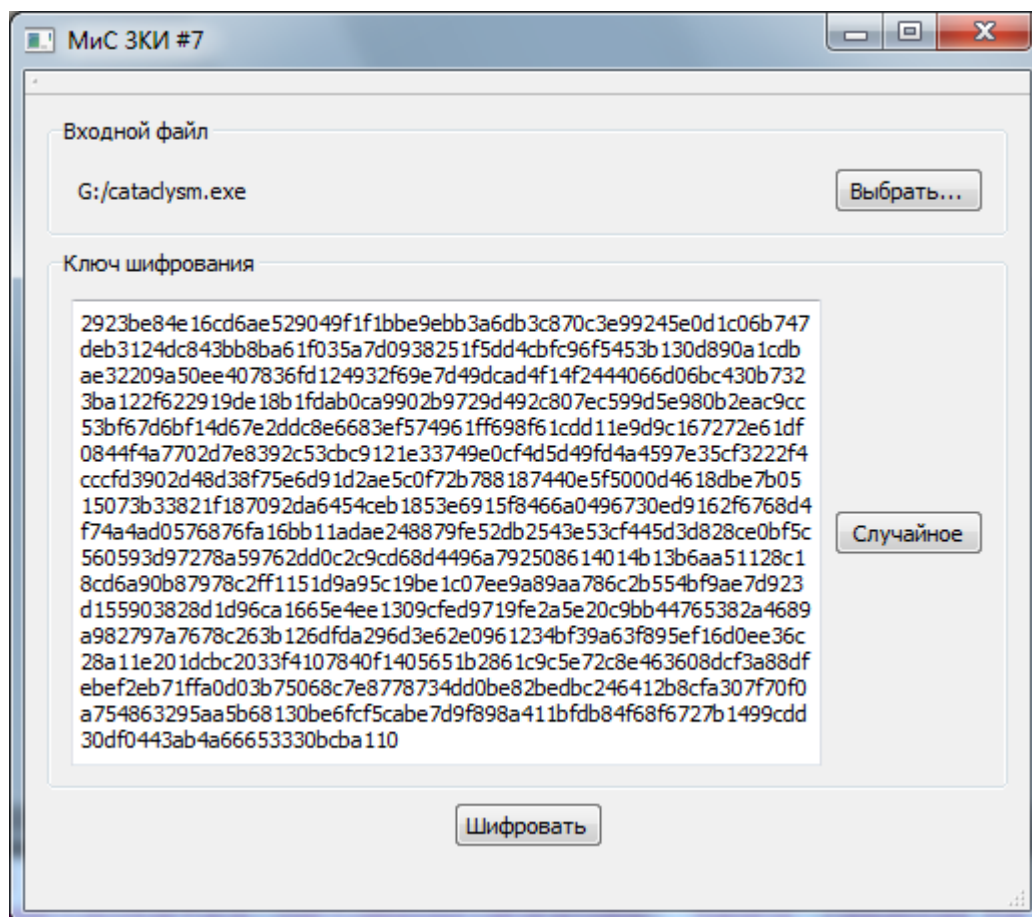 МиС ЗКИ #7
Входной файл
G:/cataclysm.exe
Выбрать...
Ключ шифрования
2923be84e16cd6ae529049f1f1bbe9ebb3a6db3c870c3e99245e0d1c06b747
deb3124dc843bb8ba61f035a7d0938251f5dd4cbfc96f5453b130d890a1cdb
ae32209a50ee407836fd124932f69e7d49dcad4f14f2444066d06bc430b732
3ba122f622919de18b1fdab0ca9902b9729d492c807ec599d5e980b2eac9cc
53bf67d6bf14d67e2ddc8e6683ef574961ff698f61cdd11e9d9c167272e61df
0844f4a7702d7e8392c53cbc9121e33749e0cf4d5d49fd4a4597e35cf3222f4
cccfd3902d48d38f75e6d91d2ae5c0f72b788187440e5f5000d4618dbe7b05
15073b33821f187092da6454ceb1853e6915f8466a0496730ed9162f6768d4
f74a4ad0576876fa16bb11adae248879fe52db2543e53cf445d3d828ce0bf5c
560593d97278a59762dd0c2c9cd68d4496a792508614014b13b6aa51128c1
8cd6a90b87978c2ff1151d9a95c19be1c07ee9a89aa786c2b554bf9ae7d923
d155903828d1d96ca1665e4ee1309cfed9719fe2a5e20c9bb44765382a4689
a982797a7678c263b126dfda296d3e62e0961234bf39a63f895ef16d0ee36c
28a11e201dcbc2033f4107840f1405651b2861c9c5e72c8e463608dcf3a88df
ebef2eb71ffa0d03b75068c7e8778734dd0be82bedbc246412b8cfa307f70f0
a754863295aa5b68130be6fcf5cabe7d9f898a411bfdb84f68f6727b1499cdd
30df0443ab4a66653330bcba110
Случайное
Шифровать